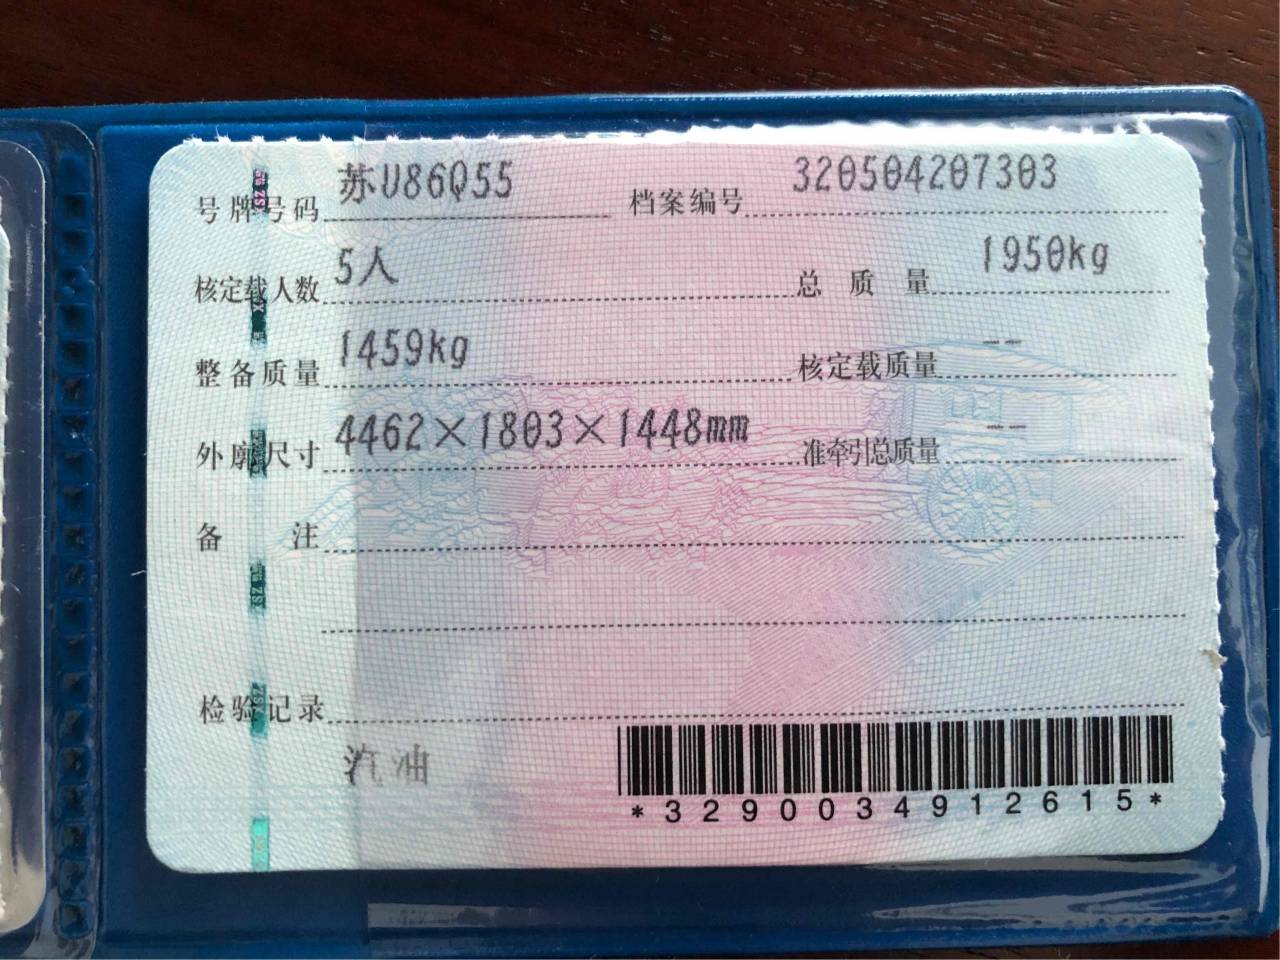 号牌号码 苏U86Q55 档案编号 320504207303
核定载人数 5人 总质量 1950kg
整备质量 1459kg 核定载质量 --
外廓尺寸 4462×1803×1448mm 准牵引总质量 --
备注
检验记录
汽油
*3290034912615*